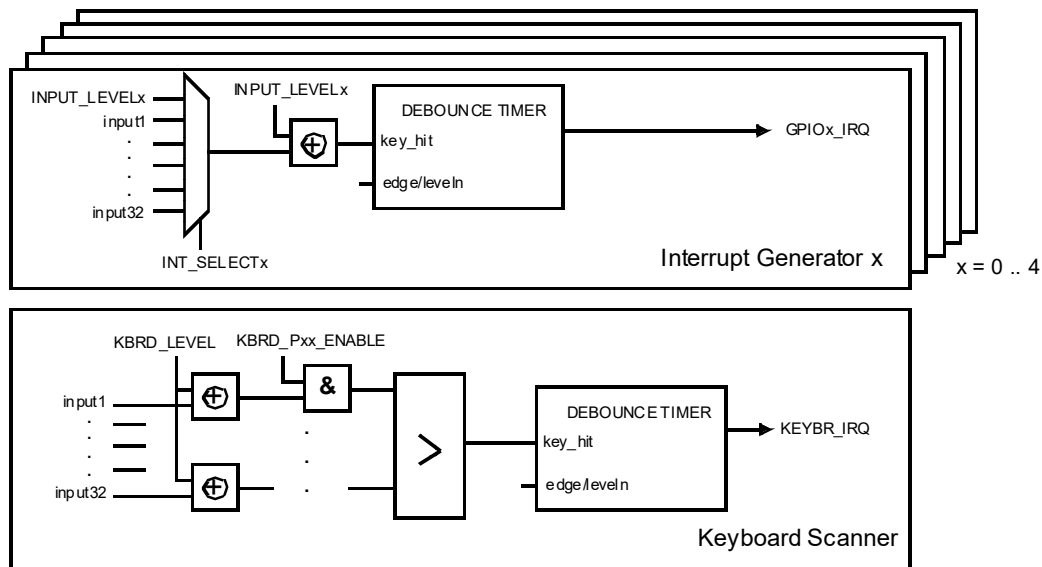 INPUT_LEVELx
input1
.
.
.
.
input32
INT_SELECTx
INPUT_LEVELx
DEBOUNCE TIMER
key_hit
edge/leveln
GPIOx_IRQ
Interrupt Generator x
x = 0 .. 4
KBRD_LEVEL
KBRD_Pxx_ENABLE
&
input1
.
.
.
.
input32
.
.
.
>
DEBOUNCE TIMER
key_hit
edge/leveln
KEYBR_IRQ
Keyboard Scanner